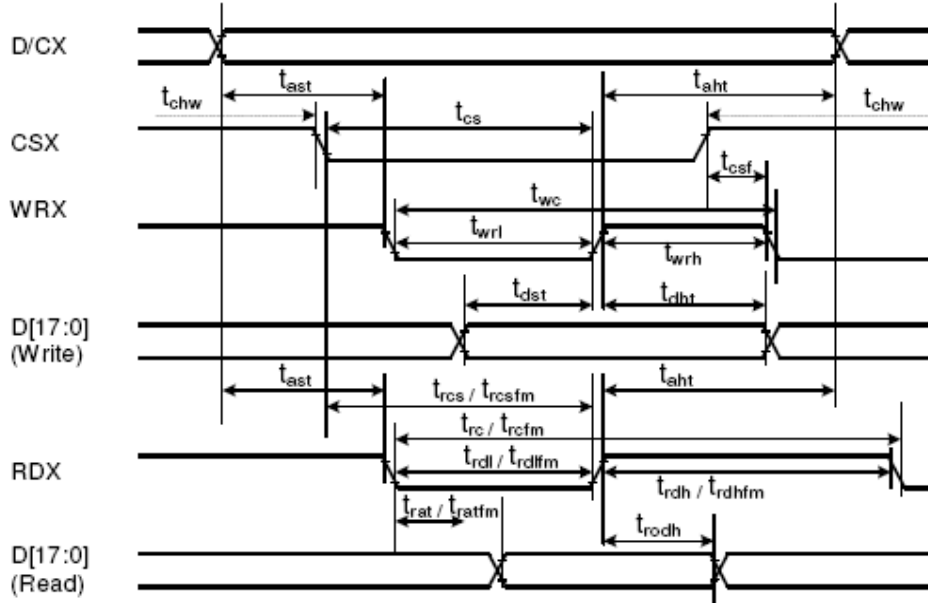 D/CX
t_ast t_aht
t_chw t_chw
t_cs
CSX
t_csf
t_wc
WRX
t_wrl t_wrh
t_dst t_dht
D[17:0]
(Write)
t_ast t_aht
t_rcs / t_rcsfm
t_rc / t_rcfm
RDX
t_rdl / t_rdlfm
t_rdh / t_rdhfm
t_rat / t_ratfm
t_rodh
D[17:0]
(Read)